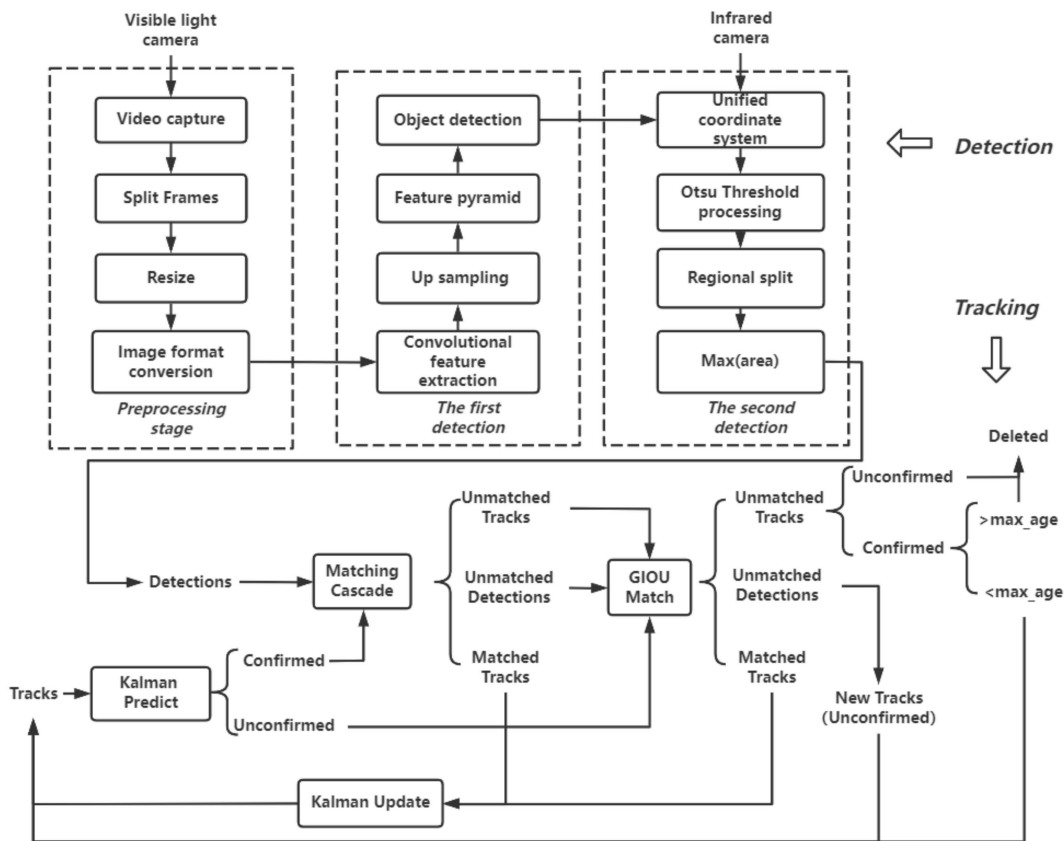 Visible light
camera
Infrared
camera
Video capture
Split Frames
Resize
Image format
conversion
Preprocessing
stage
Object detection
Feature pyramid
Up sampling
Convolutional
feature
extraction
The first
detection
Unified
coordinate
system
Otsu Threshold
processing
Regional split
Max(area)
The second
detection
Detection
Tracking
Deleted
Detections
Matching
Cascade
Unmatched
Tracks
Unmatched
Detections
Matched
Tracks
GIOU
Match
Unmatched
Tracks
Unmatched
Detections
Matched
Tracks
Unconfirmed
Confirmed
>max_age
<max_age
Tracks
Kalman
Predict
Confirmed
Unconfirmed
New Tracks
(Unconfirmed)
Kalman Update